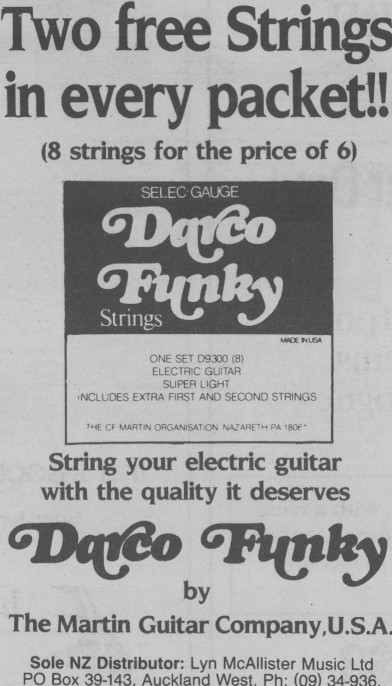 Two free Strings
in every packet!!
(8 strings for the price of 6)
SELEC-GAUGE
Darco
Funky
Strings
MADE IN USA
ONE SET D9300 (8)
ELECTRIC GUITAR
SUPER LIGHT
INCLUDES EXTRA FIRST AND SECOND STRINGS
THE CF MARTIN ORGANISATION NAZARETH PA
String your electric guitar
with the quality it deserves
Darco Funky
by
The Martin Guitar Company, U.S.A.
Sole NZ Distributor: Lyn McAllister Music Ltd
PO Box 39-143, Auckland West. Ph: (09) 34-936.